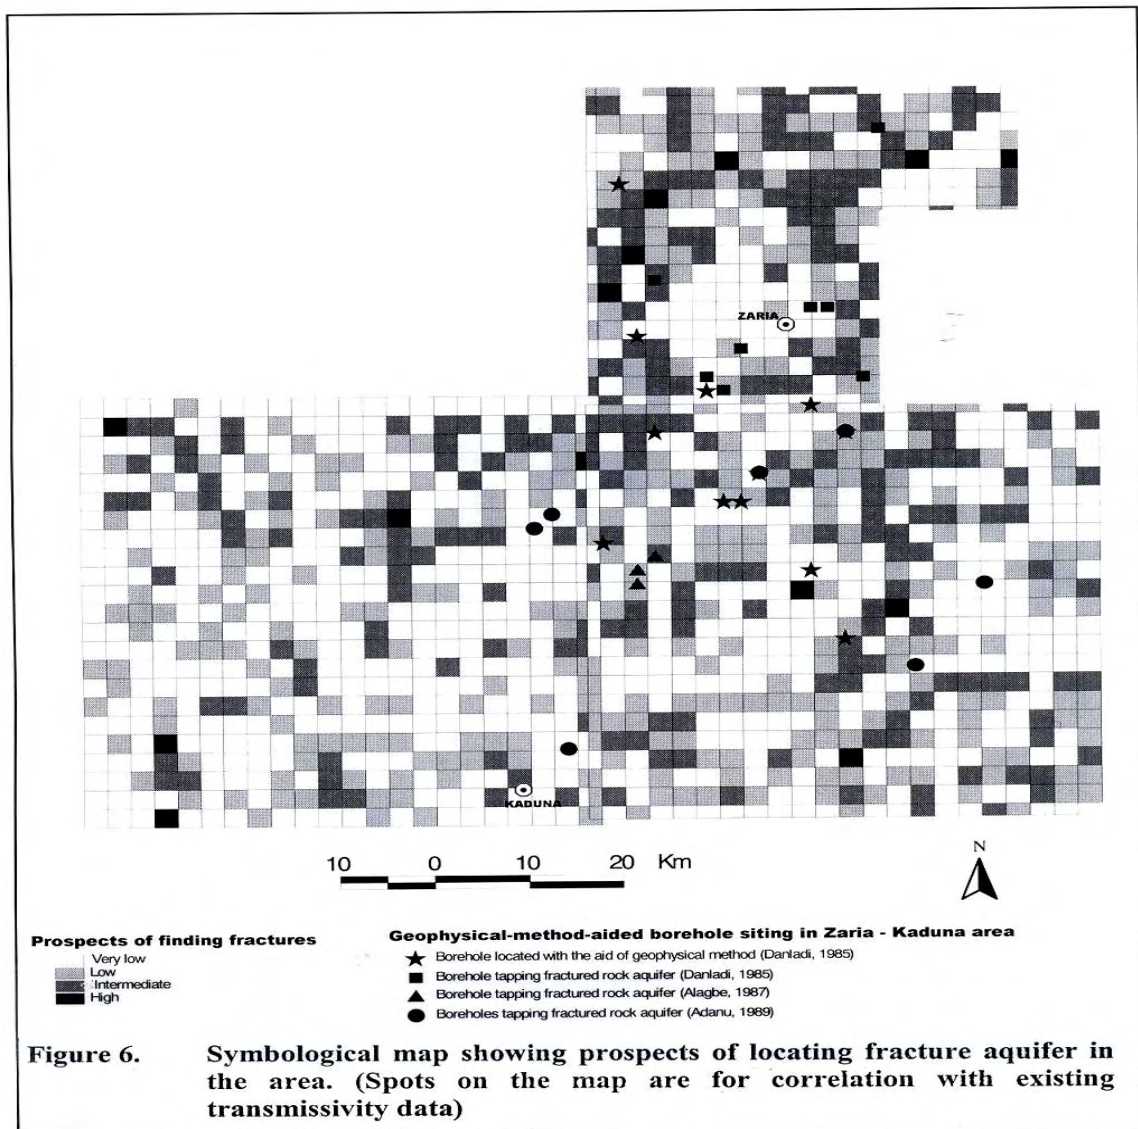 ZARIA
KADUNA
10 0 10 20 Km
N
Prospects of finding fractures
Very low
Low
Intermediate
High
Geophysical-method-aided borehole siting in Zaria - Kaduna area
Borehole located with the aid of geophysical method (Danladi, 1985)
Borehole tapping fractured rock aquifer (Danladi, 1985)
Borehole tapping fractured rock aquifer (Alagbe, 1987)
Boreholes tapping fractured rock aquifer (Adanu, 1989)
Figure 6. Symbological map showing prospects of locating fracture aquifer in
the area. (Spots on the map are for correlation with existing
transmissivity data)